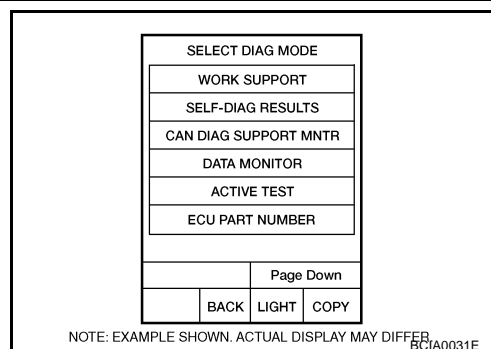 SELECT DIAG MODE
WORK SUPPORT
SELF-DIAG RESULTS
CAN DIAG SUPPORT MNTR
DATA MONITOR
ACTIVE TEST
ECU PART NUMBER
Page Down
BACK LIGHT COPY
NOTE: EXAMPLE SHOWN. ACTUAL DISPLAY MAY DIFFER.
BCIA0031E